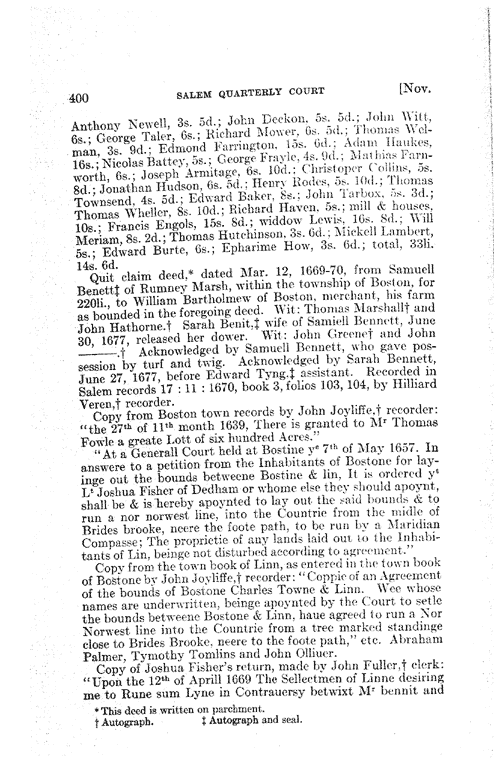 400 SALEM QUARTERLY COURT [Nov.
Anthony Newell, 3s. 5d.; John Deckon, 5s. 5d.; John Witt,
6s.; George Taler, 6s.; Richard Mower, 6s. 5d.; Thomas Wel-
man, 3s. 9d.; Edmond Farrington, 15s. 6d.; Adam Haukes,
16s.; Nicolas Battey, 5s.; George Frayle, 4s. 9d.; Mathias Farn-
worth, 6s.; Joseph Armitage, 6s. 10d.; Christoper Collins, 5s.
8d.; Jonathan Hudson, 6s. 5d.; Henry Rodes, 5s. 10d.; Thomas
Townsend, 4s. 5d.; Edward Baker, 8s.; John Tarbox, 5s. 3d.;
Thomas Wheller, 8s. 10d.; Richard Haven, 5s.; mill & houses,
10s.; Francis Engols, 15s. 8d.; widdow Lewis, 16s. 8d.; Will
Meriam, 8s. 2d.; Thomas Hutchinson, 3s. 6d.; Mickell Lambert,
5s.; Edward Burte, 6s.; Epharime How, 3s. 6d.; total, 33li.
14s. 6d.
Quit claim deed,* dated Mar. 12, 1669-70, from Samuell
Benett‡ of Rumney Marsh, within the township of Boston, for
220li., to William Bartholmew of Boston, merchant, his farm
as bounded in the foregoing deed. Wit: Thomas Marshall† and
John Hathorne.† Sarah Benit,‡ wife of Samiell Bennett, June
30, 1677, released her dower. Wit: John Greene† and John
———.† Acknowledged by Samuell Bennett, who gave pos-
session by turf and twig. Acknowledged by Sarah Bennett,
June 27, 1677, before Edward Tyng,‡ assistant. Recorded in
Salem records 17 : 11 : 1670, book 3, folios 103, 104, by Hilliard
Veren,† recorder.
Copy from Boston town records by John Joyliffe,† recorder:
"the 27th of 11th month 1639, There is granted to Mr Thomas
Fowle a greate Lott of six hundred Acres."
"At a Generall Court held at Bostine ye 7th of May 1657. In
answere to a petition from the Inhabitants of Bostone for lay-
inge out the bounds betweene Bostine & lin, It is ordered yt
Lt Joshua Fisher of Dedham or whome else they should apoynt,
shall be & is hereby apoynted to lay out the said bounds & to
run a nor norwest line, into the Countrie from the midle of
Brides brooke, neere the foote path, to be run by a Maridian
Compasse; The proprietie of any lands laid out to the Inhabi-
tants of Lin, beinge not disturbed according to agreement."
Copy from the town book of Linn, as entered in the town book
of Bostone by John Joyliffe,† recorder: "Coppie of an Agreement
of the bounds of Bostone Charles Towne & Linn. Wee whose
names are underwritten, beinge apoynted by the Court to setle
the bounds betweene Bostone & Linn, haue agreed to run a Nor
Norwest line into the Countrie from a tree marked standinge
close to Brides Brooke, neere to the foote path," etc. Abraham
Palmer, Tymothy Tomlins and John Olliuer.
Copy of Joshua Fisher's return, made by John Fuller,† clerk:
"Upon the 12th of Aprill 1669 The Sellectmen of Linne desiring
me to Rune sum Lyne in Contrauersy betwixt Mr bennit and
* This deed is written on parchment.
† Autograph. ‡ Autograph and seal.